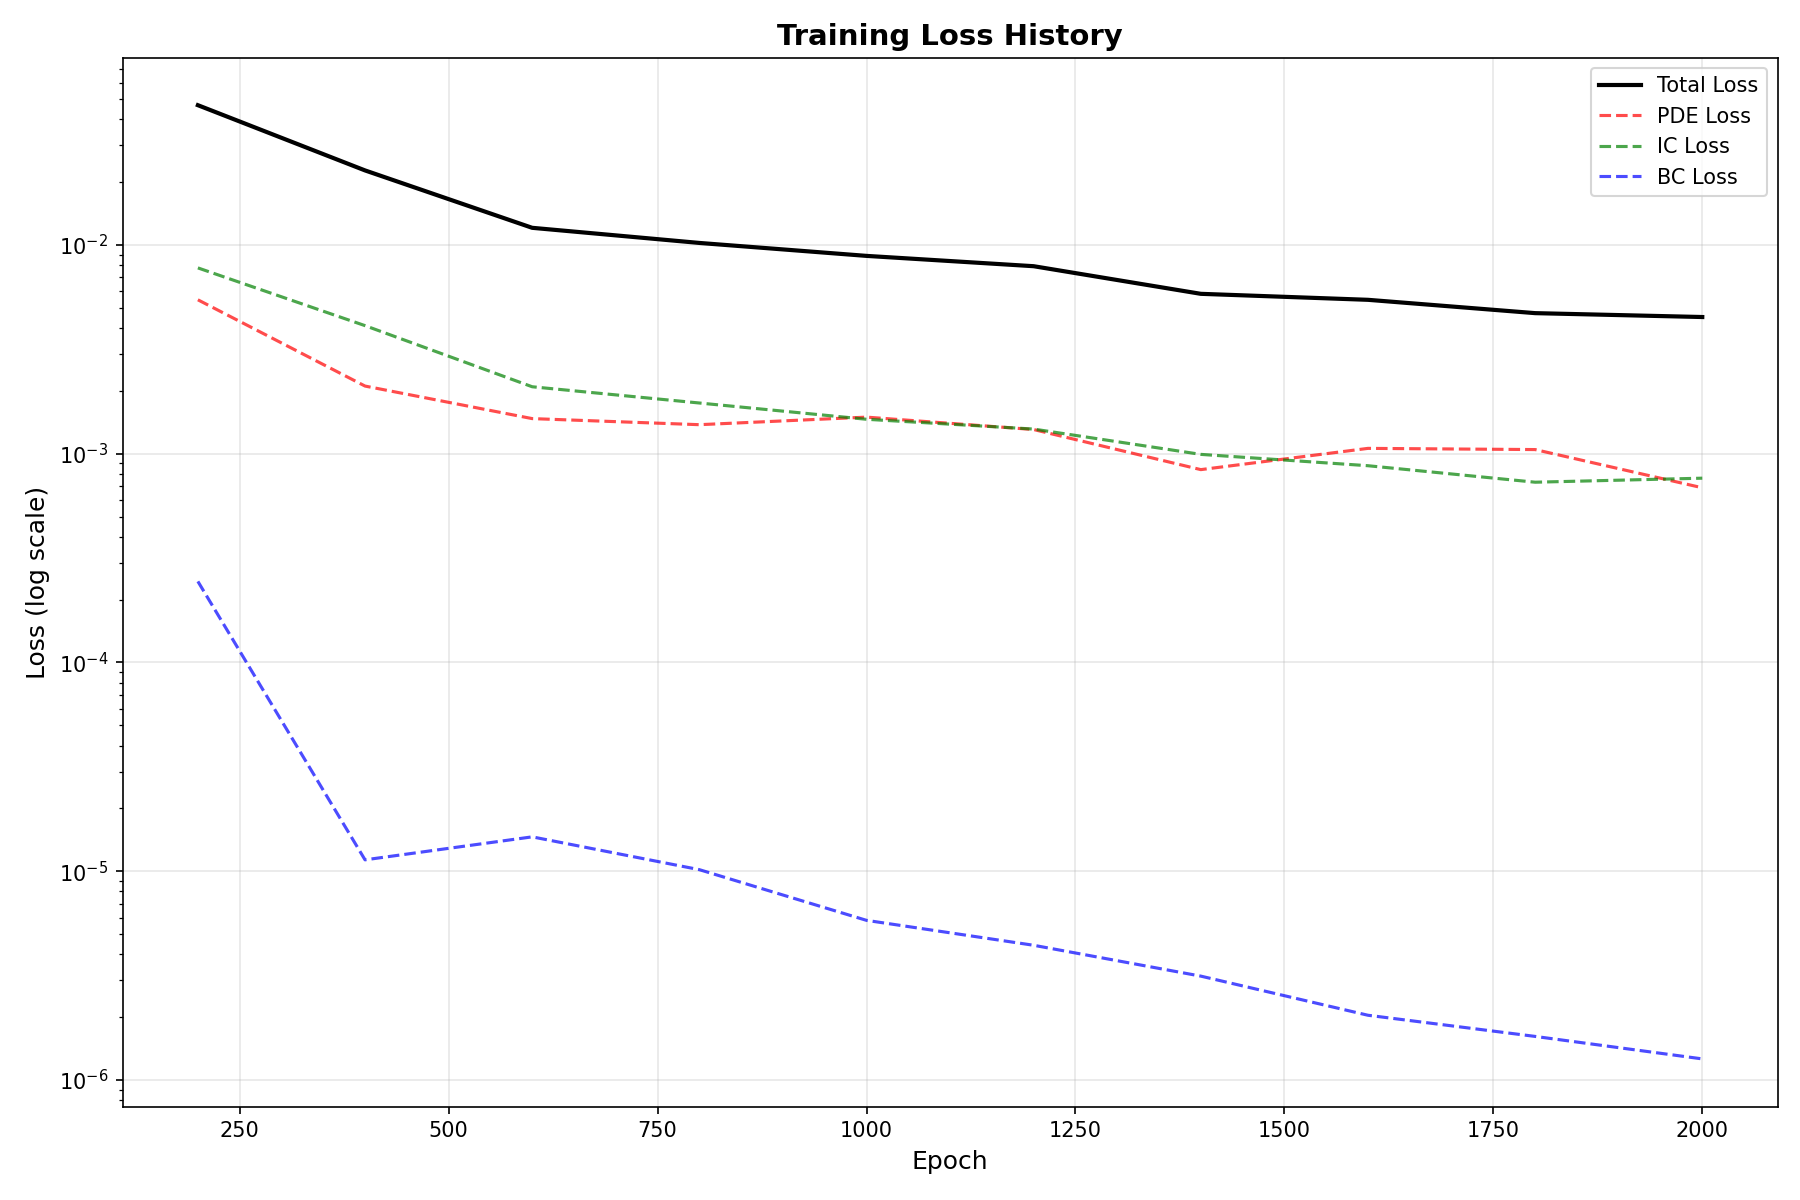 Training Loss History
Total Loss
PDE Loss
IC Loss
BC Loss
Loss (log scale)
10⁻²
10⁻³
10⁻⁴
10⁻⁵
10⁻⁶
250 500 750 1000 1250 1500 1750 2000
Epoch